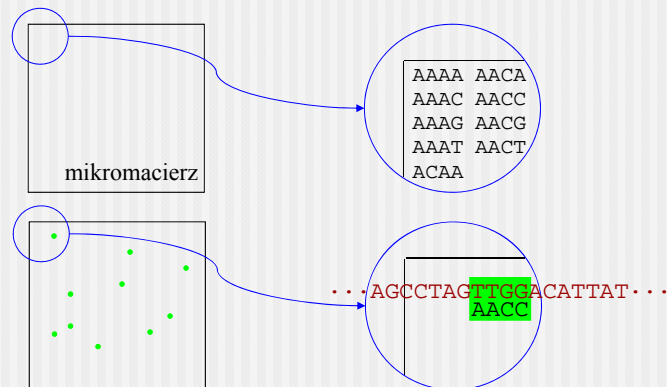 AAAA AACA
AAAC AACC
AAAG AACG
AAAT AACT
ACAA
mikromacierz
···AGCCTAGTTGGACATTAT···
AACC